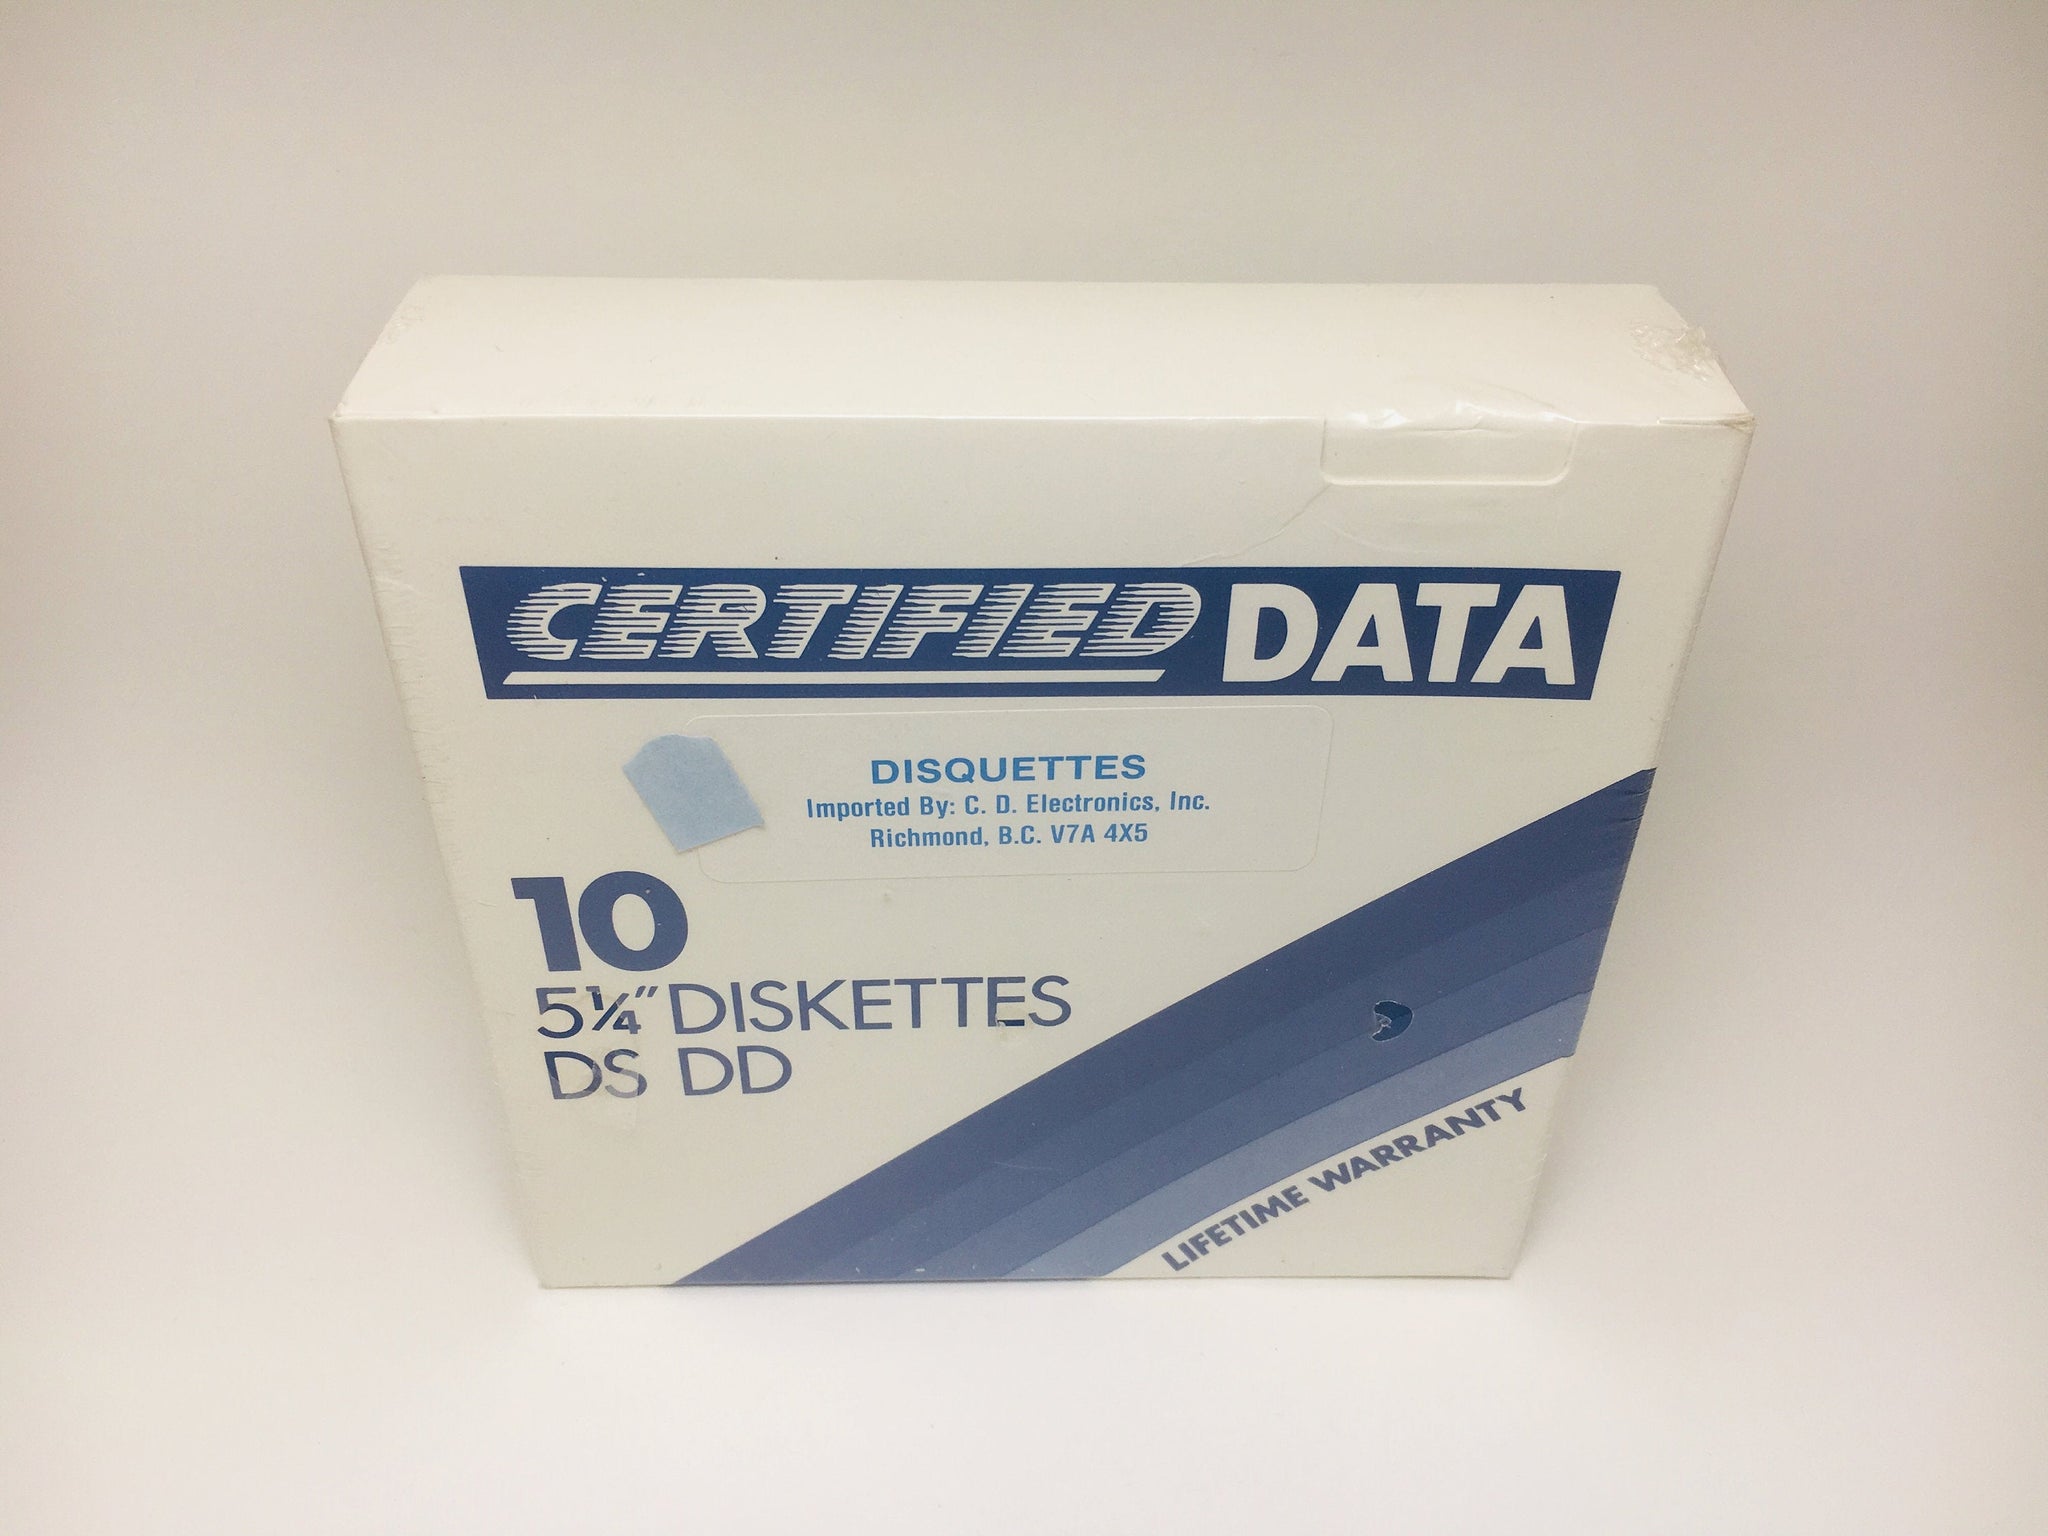 CERTIFIED DATA
DISQUETTES
Imported By: C. D. Electronics, Inc.
Richmond, B.C. V7A 4X5
10
5¼" DISKETTES
DS DD
LIFETIME WARRANTY